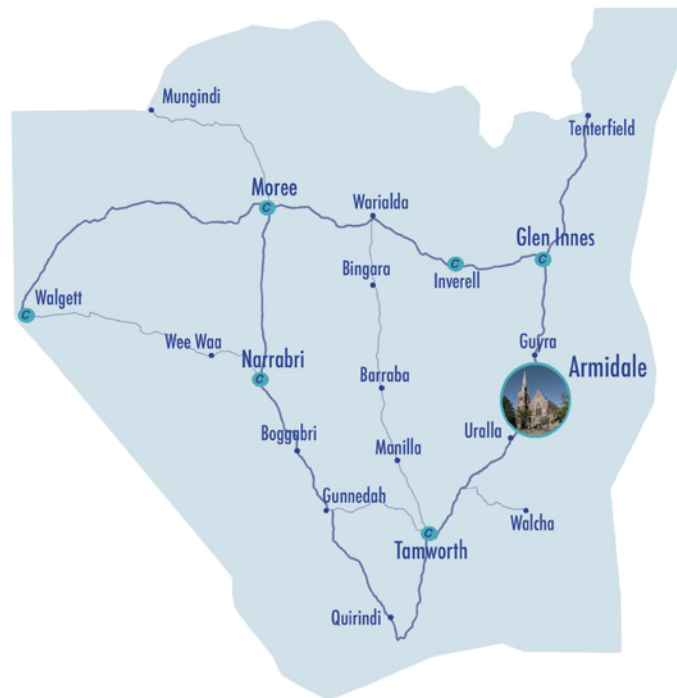 Mungindi
Tenterfield
Moree
Warialda
C
Glen Innes
C
Bingara
C
Inverell
Walgett
C
Wee Waa
Guyra
Narrabri
Armidale
C
Barraba
Boggabri
Uralla
Manilla
Gunnedah
Walcha
C
Tamworth
Quirindi